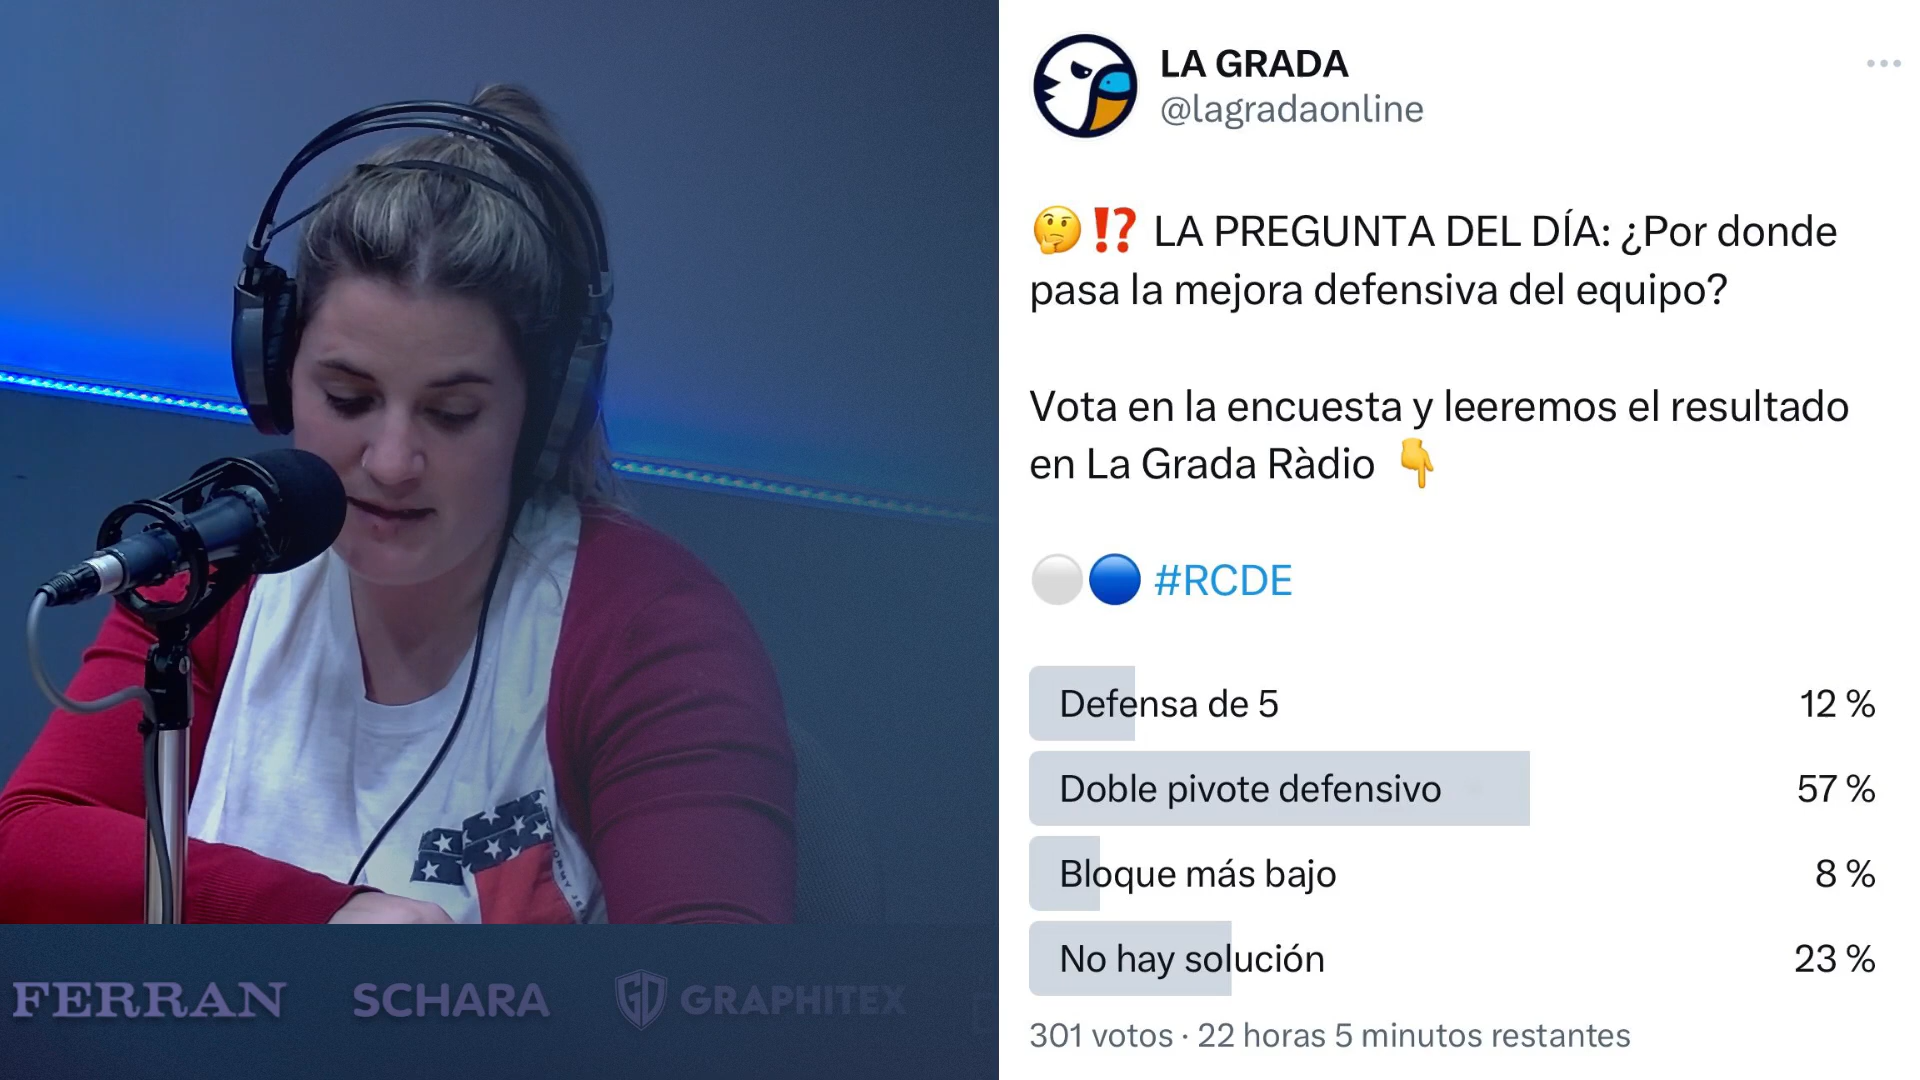 LA GRADA
@lagradaonline
🤔⁉️ LA PREGUNTA DEL DÍA: ¿Por donde
pasa la mejora defensiva del equipo?
Vota en la encuesta y leeremos el resultado
en La Grada Ràdio 👇
⚪🔵 #RCDE
Defensa de 5 12 %
Doble pivote defensivo 57 %
Bloque más bajo 8 %
No hay solución 23 %
301 votos · 22 horas 5 minutos restantes
FERRAN SCHARA GD GRAPHITEX